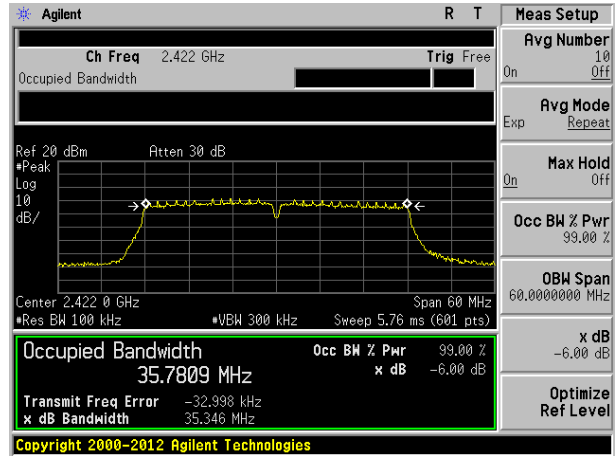 Agilent R T
Ch Freq 2.422 GHz Trig Free
Occupied Bandwidth
Ref 20 dBm Atten 30 dB
#Peak
Log
10
dB/
Center 2.422 0 GHz Span 60 MHz
#Res BW 100 kHz #VBW 300 kHz Sweep 5.76 ms (601 pts)
Occupied Bandwidth Occ BW % Pwr 99.00 %
35.7809 MHz x dB -6.00 dB
Transmit Freq Error -32.998 kHz
x dB Bandwidth 35.346 MHz
Copyright 2000-2012 Agilent Technologies
Meas Setup
Avg Number
10
On Off
Avg Mode
Exp Repeat
Max Hold
On Off
Occ BW % Pwr
99.00 %
OBW Span
60.0000000 MHz
x dB
-6.00 dB
Optimize
Ref Level